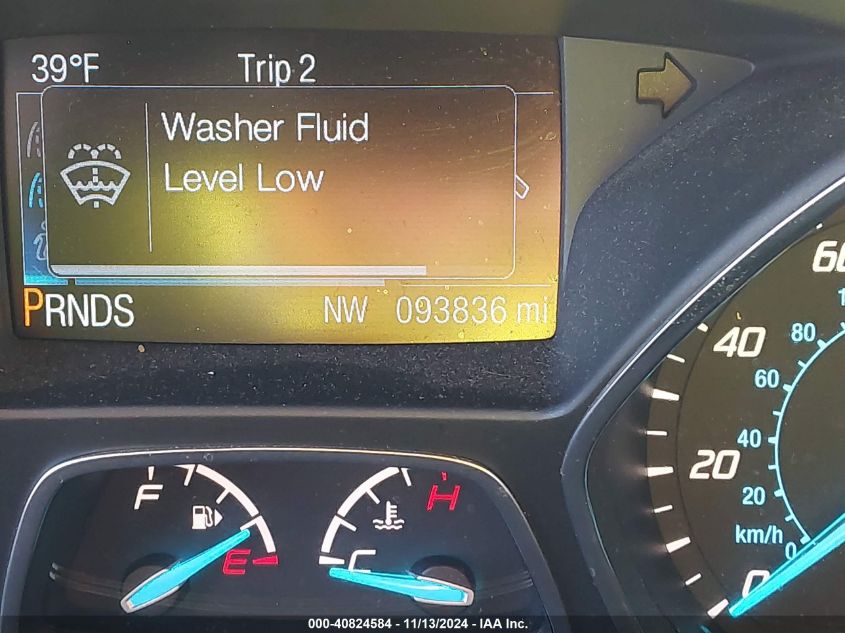 39°F Trip 2
Washer Fluid
Level Low
PRNDS NW 093836 mi
60
40 80
60
20 40
20
km/h
0
0
F H
E C
000-40824584 - 11/13/2024 - IAA Inc.